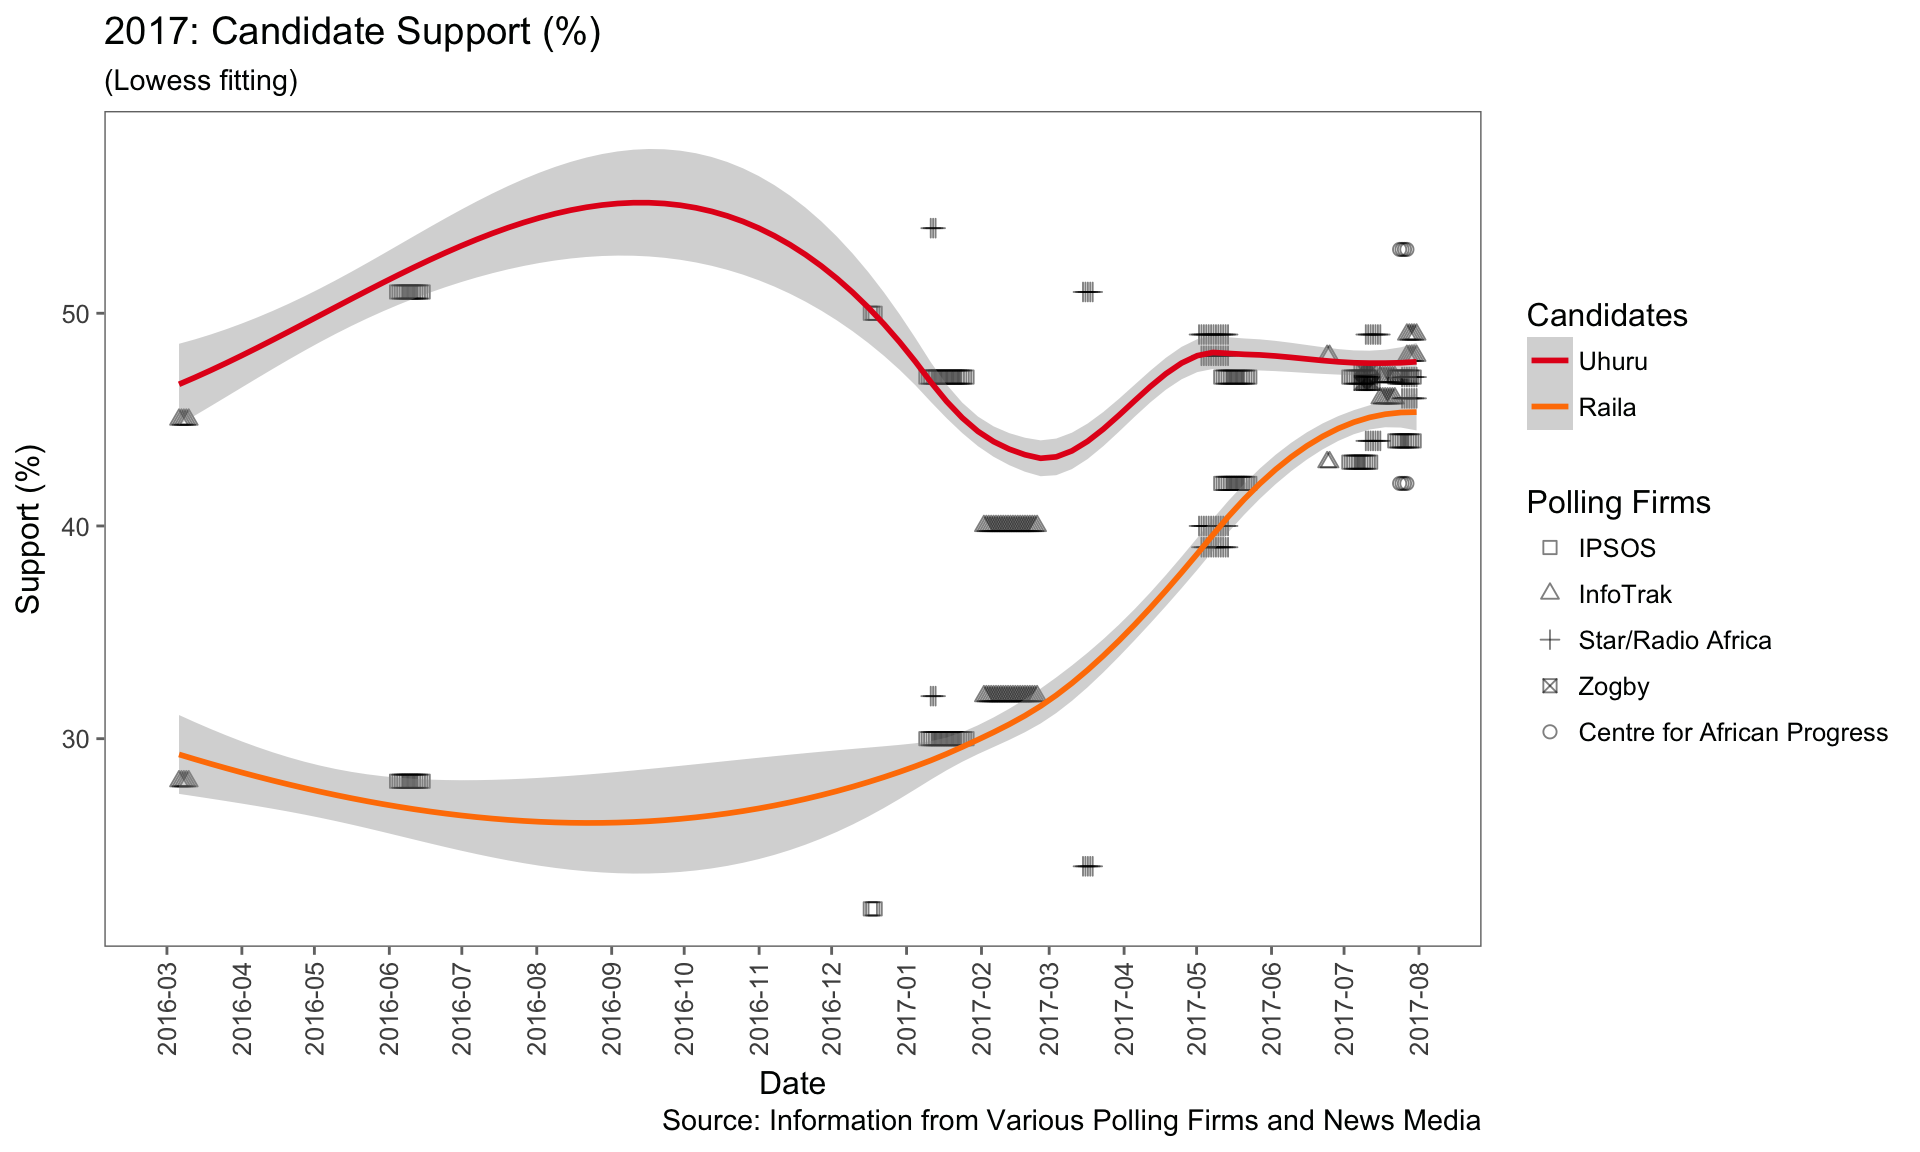 2017: Candidate Support (%)
(Lowess fitting)
Support (%)
50
40
30
2016-03
2016-04
2016-05
2016-06
2016-07
2016-08
2016-09
2016-10
2016-11
2016-12
2017-01
2017-02
2017-03
2017-04
2017-05
2017-06
2017-07
2017-08
Date
Source: Information from Various Polling Firms and News Media
Candidates
Uhuru
Raila
Polling Firms
IPSOS
InfoTrak
Star/Radio Africa
Zogby
Centre for African Progress